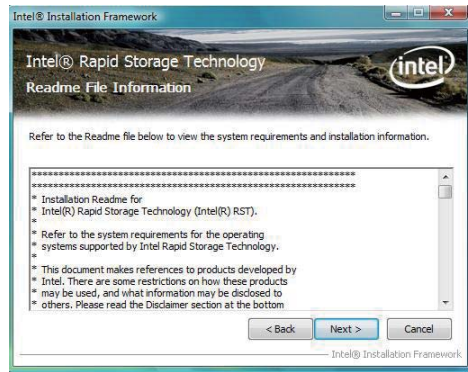 Intel® Installation Framework
Intel® Rapid Storage Technology
Readme File Information
intel
Refer to the Readme file below to view the system requirements and installation information.
************************************************************
************************************************************
* Installation Readme for
* Intel(R) Rapid Storage Technology (Intel(R) RST).
*
* Refer to the system requirements for the operating
* systems supported by Intel Rapid Storage Technology.
*
* This document makes references to products developed by
* Intel. There are some restrictions on how these products
* may be used, and what information may be disclosed to
* others. Please read the Disclaimer section at the bottom
< Back Next > Cancel
Intel® Installation Framework